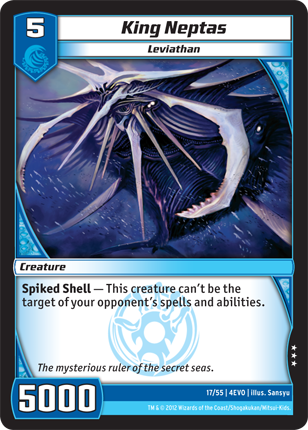 5
King Neptas
Leviathan
Creature
Spiked Shell — This creature can't be the
target of your opponent's spells and abilities.
The mysterious ruler of the secret seas.
5000
17/55 | 4EVO | Illus. Sansyu
TM & © 2012 Wizards of the Coast/Shogakukan/Mitsui-Kids